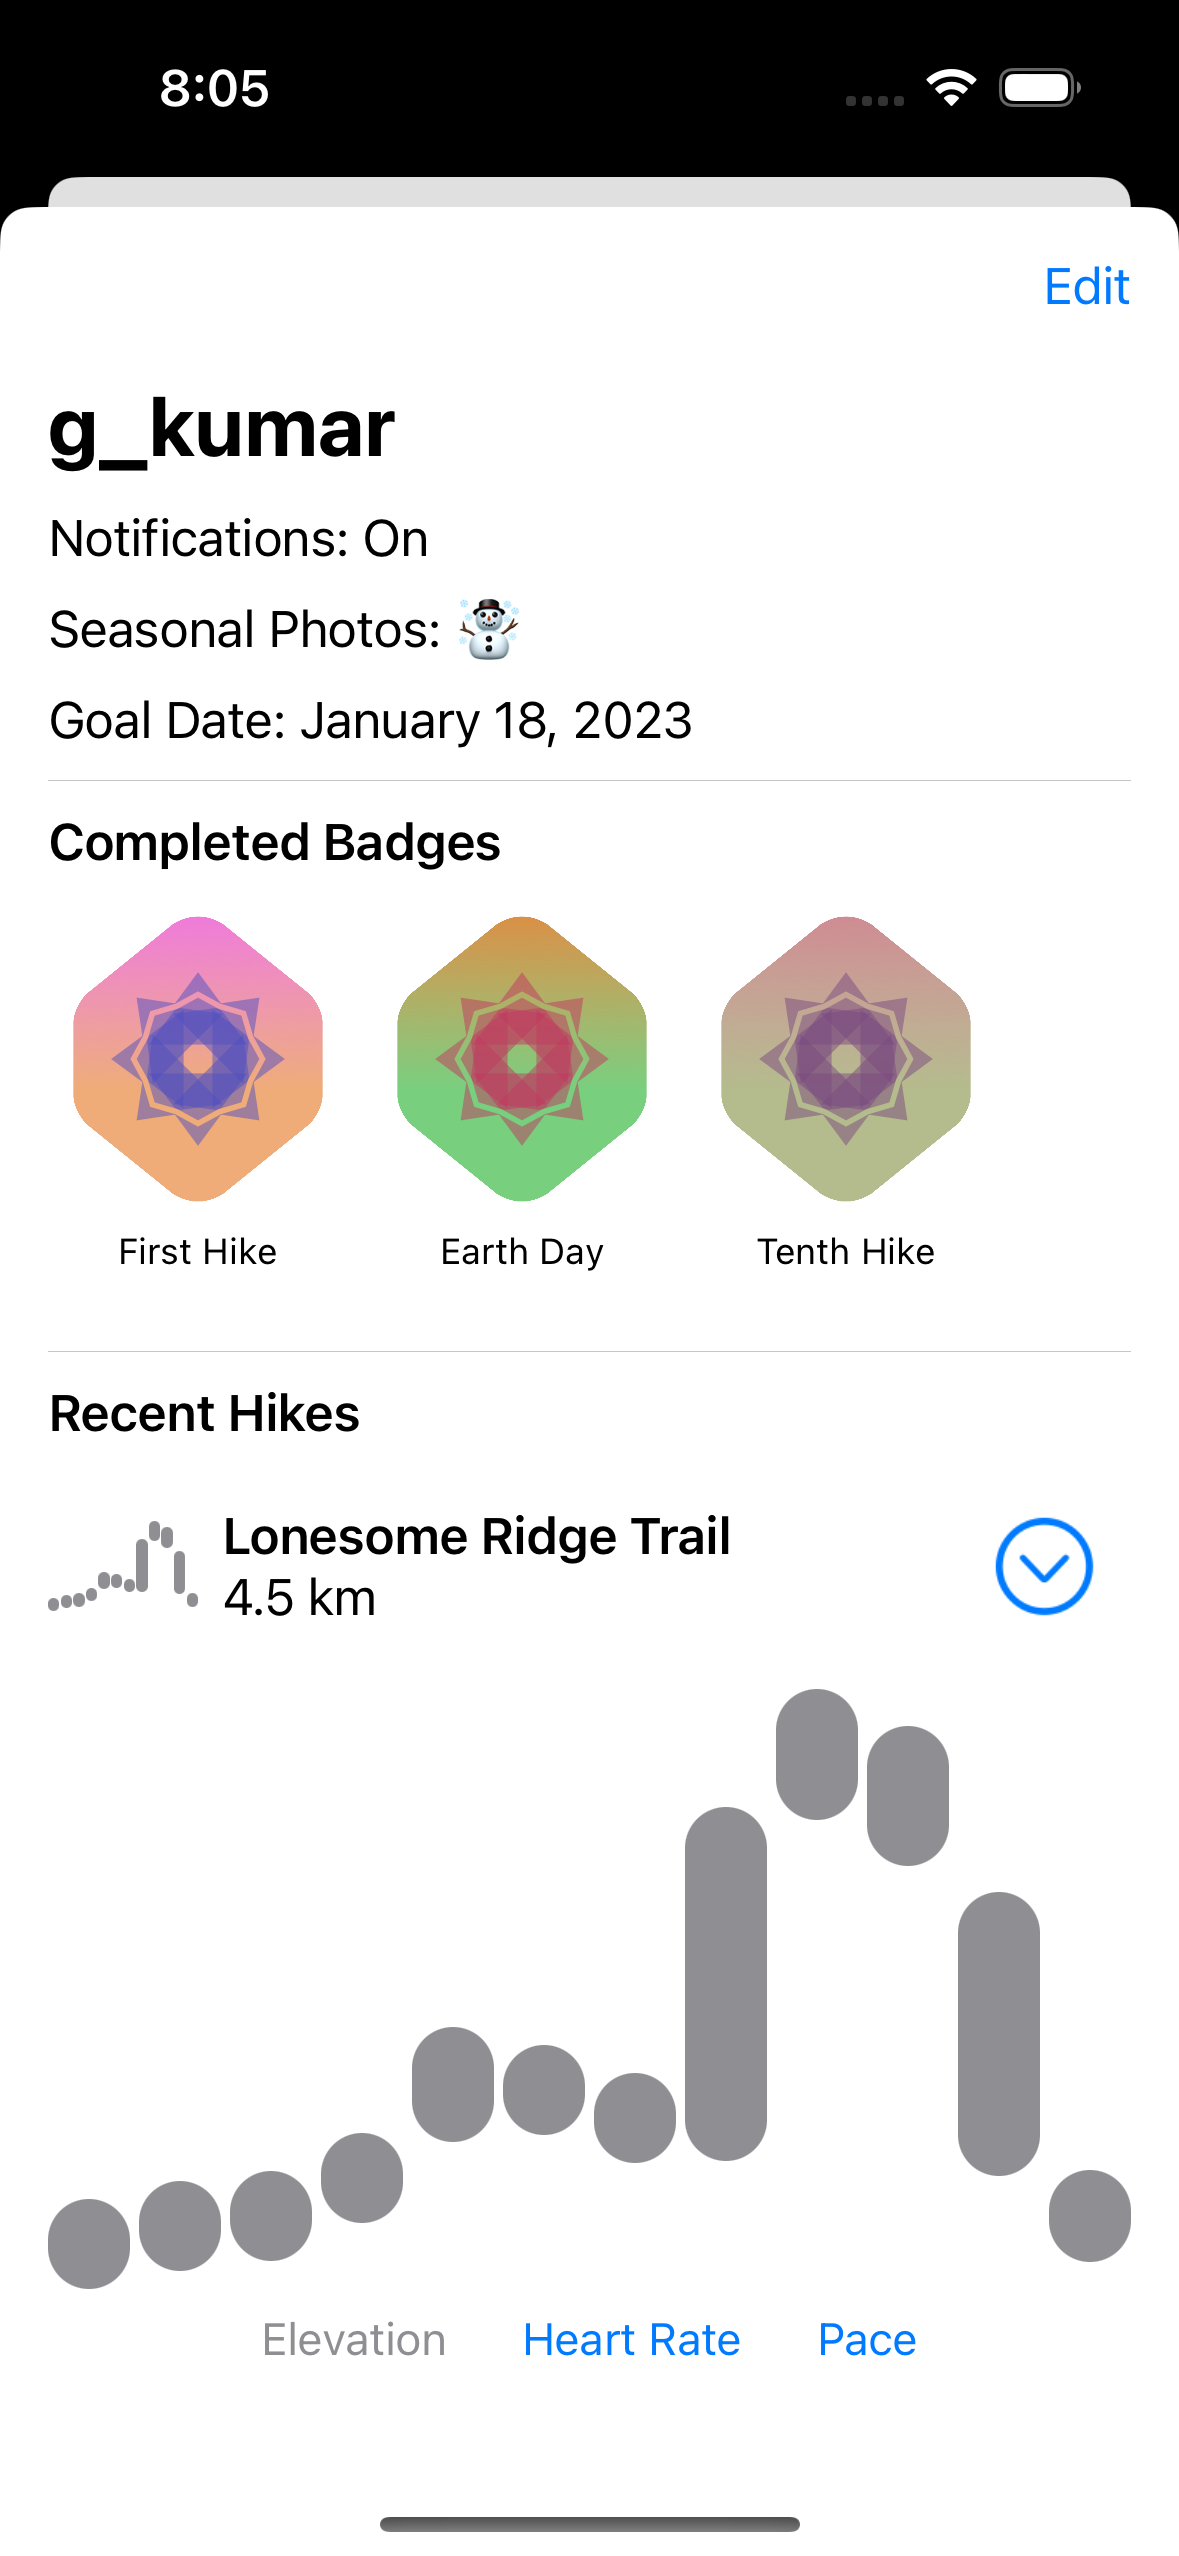 8:05
Edit
g_kumar
Notifications: On
Seasonal Photos: ☃️
Goal Date: January 18, 2023
Completed Badges
First Hike
Earth Day
Tenth Hike
Recent Hikes
Lonesome Ridge Trail
4.5 km
Elevation
Heart Rate
Pace